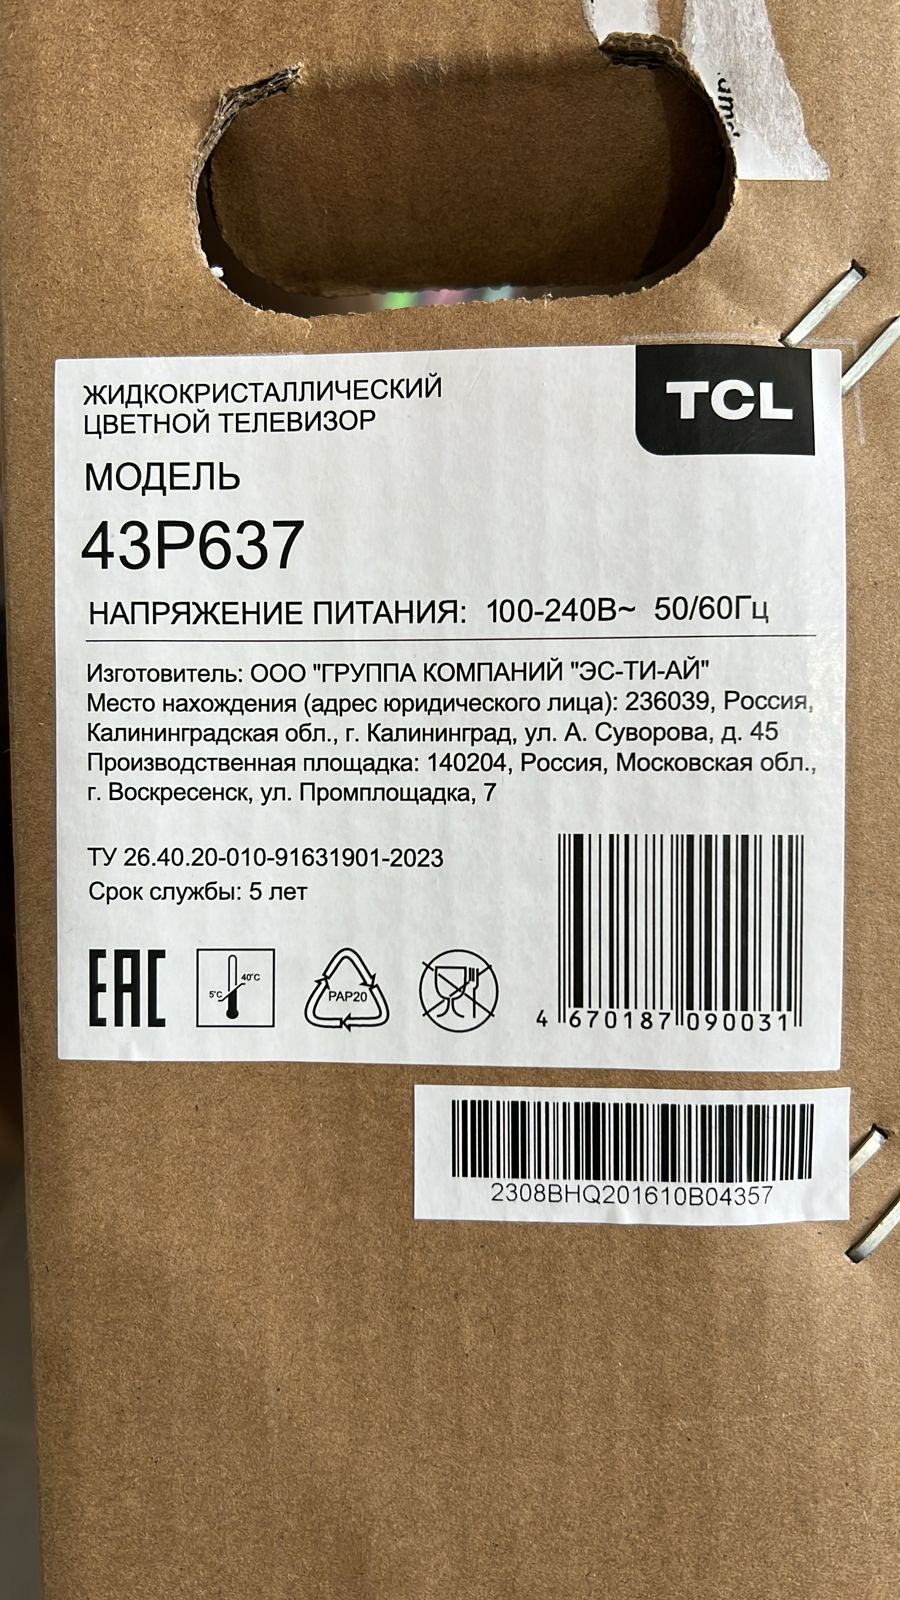 ЖИДКОКРИСТАЛЛИЧЕСКИЙ
ЦВЕТНОЙ ТЕЛЕВИЗОР
TCL
МОДЕЛЬ
43P637
НАПРЯЖЕНИЕ ПИТАНИЯ: 100-240В~ 50/60Гц
Изготовитель: ООО "ГРУППА КОМПАНИЙ "ЭС-ТИ-АЙ"
Место нахождения (адрес юридического лица): 236039, Россия,
Калининградская обл., г. Калининград, ул. А. Суворова, д. 45
Производственная площадка: 140204, Россия, Московская обл.,
г. Воскресенск, ул. Промплощадка, 7
ТУ 26.40.20-010-91631901-2023
Срок службы: 5 лет
EAC
5°C 40°C
PAP20
4 670187 090031
2308BHQ201610B04357